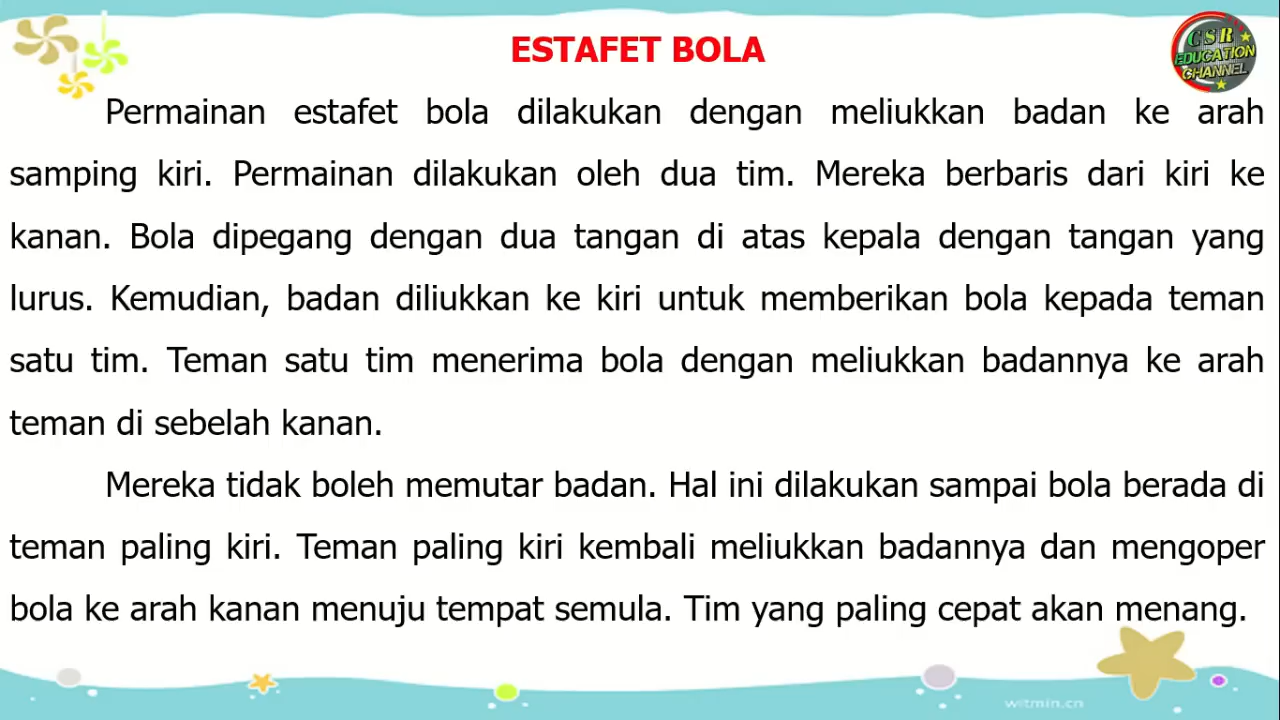 ESTAFET BOLA
CSR
EDUCATION
CHANNEL
Permainan estafet bola dilakukan dengan meliukkan badan ke arah
samping kiri. Permainan dilakukan oleh dua tim. Mereka berbaris dari kiri ke
kanan. Bola dipegang dengan dua tangan di atas kepala dengan tangan yang
lurus. Kemudian, badan diliukkan ke kiri untuk memberikan bola kepada teman
satu tim. Teman satu tim menerima bola dengan meliukkan badannya ke arah
teman di sebelah kanan.
Mereka tidak boleh memutar badan. Hal ini dilakukan sampai bola berada di
teman paling kiri. Teman paling kiri kembali meliukkan badannya dan mengoper
bola ke arah kanan menuju tempat semula. Tim yang paling cepat akan menang.
witmin.cn